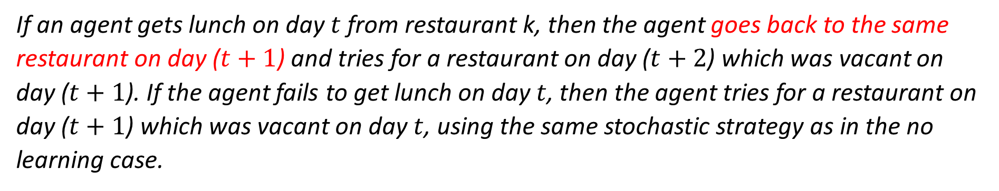 If an agent gets lunch on day t from restaurant k, then the agent goes back to the same
restaurant on day (t + 1) and tries for a restaurant on day (t + 2) which was vacant on
day (t + 1). If the agent fails to get lunch on day t, then the agent tries for a restaurant on
day (t + 1) which was vacant on day t, using the same stochastic strategy as in the no
learning case.